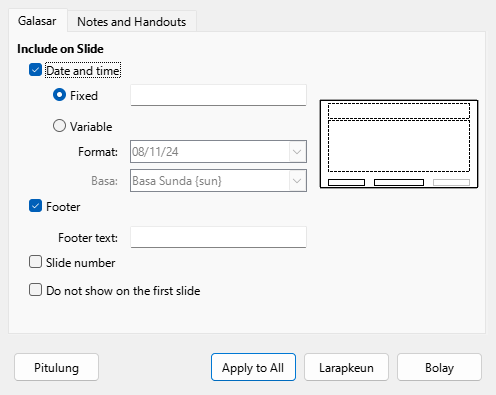 Galasar
Notes and Handouts
Include on Slide
Date and time
Fixed
Variable
Format:
08/11/24
Basa:
Basa Sunda {sun}
Footer
Footer text:
Slide number
Do not show on the first slide
Pitulung
Apply to All
Larapkeun
Bolay